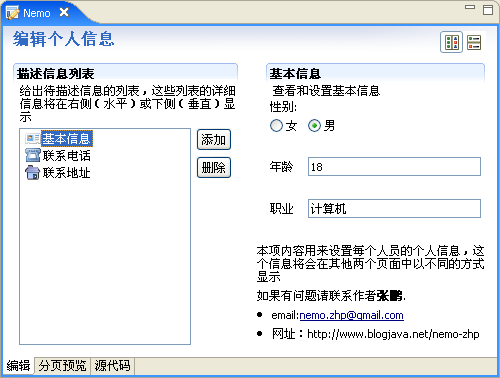 Nemo
编辑个人信息
描述信息列表
给出待描述信息的列表，这些列表的详细
信息将在右侧（水平）或下侧（垂直）显
示
基本信息
联系电话
联系地址
添加
删除
基本信息
查看和设置基本信息
性别:
女 男
年龄 18
职业 计算机
本项内容用来设置每个人员的个人信息，这
个信息将会在其他两个页面中以不同的方式
显示
如果有问题请联系作者张鹏.
email:nemo.zhp@gmail.com
网址：http://www.blogjava.net/nemo-zhp
编辑 分页预览 源代码